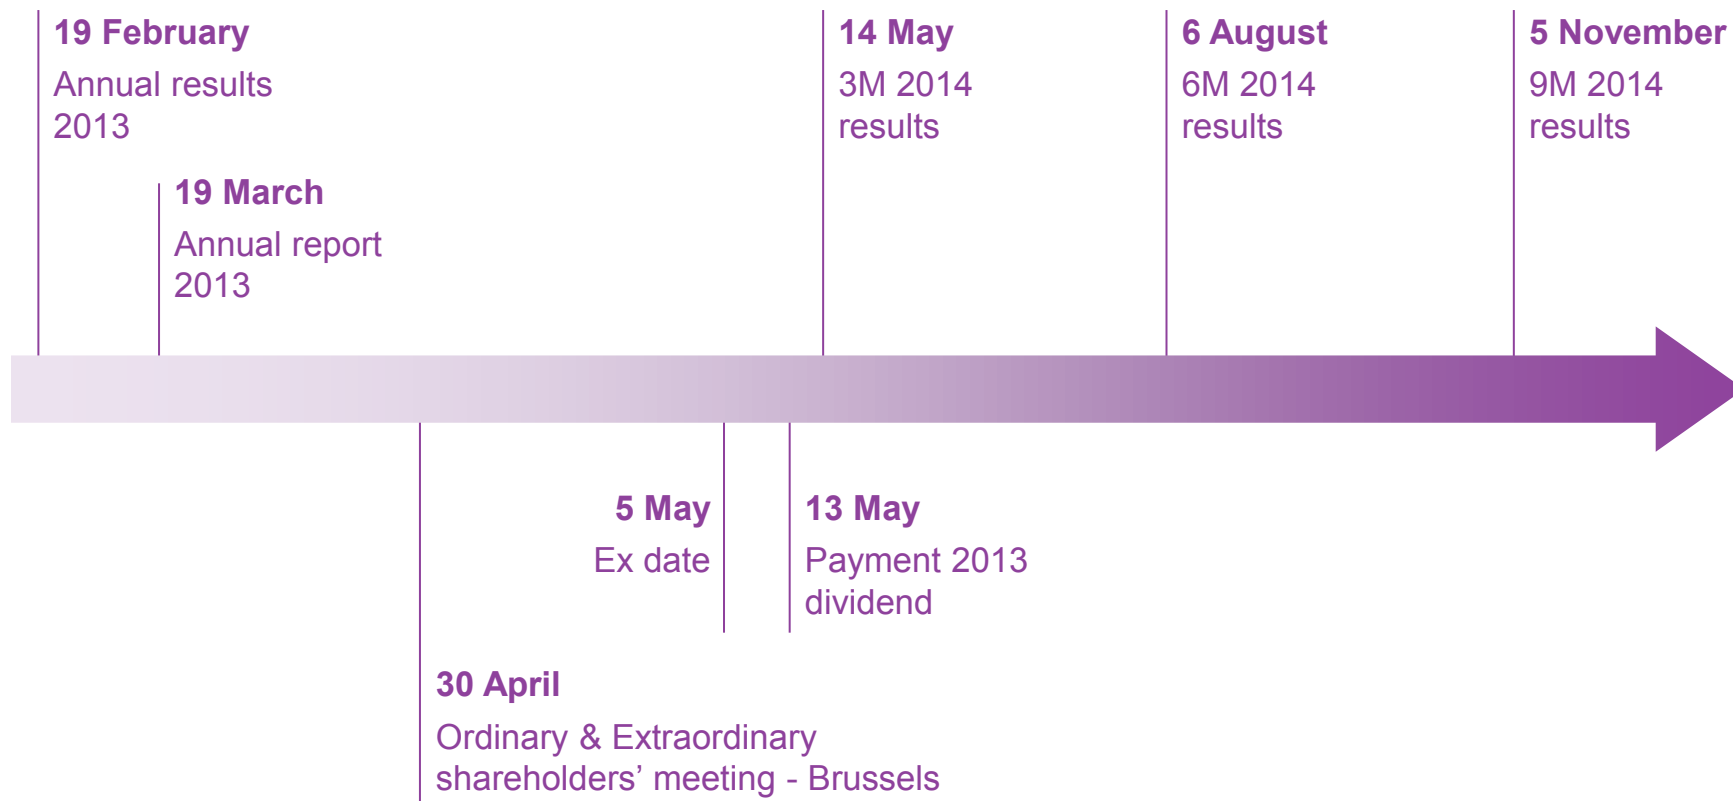 19 February
Annual results
2013
19 March
Annual report
2013
14 May
3M 2014
results
6 August
6M 2014
results
5 November
9M 2014
results
5 May
Ex date
13 May
Payment 2013
dividend
30 April
Ordinary & Extraordinary
shareholders’ meeting - Brussels